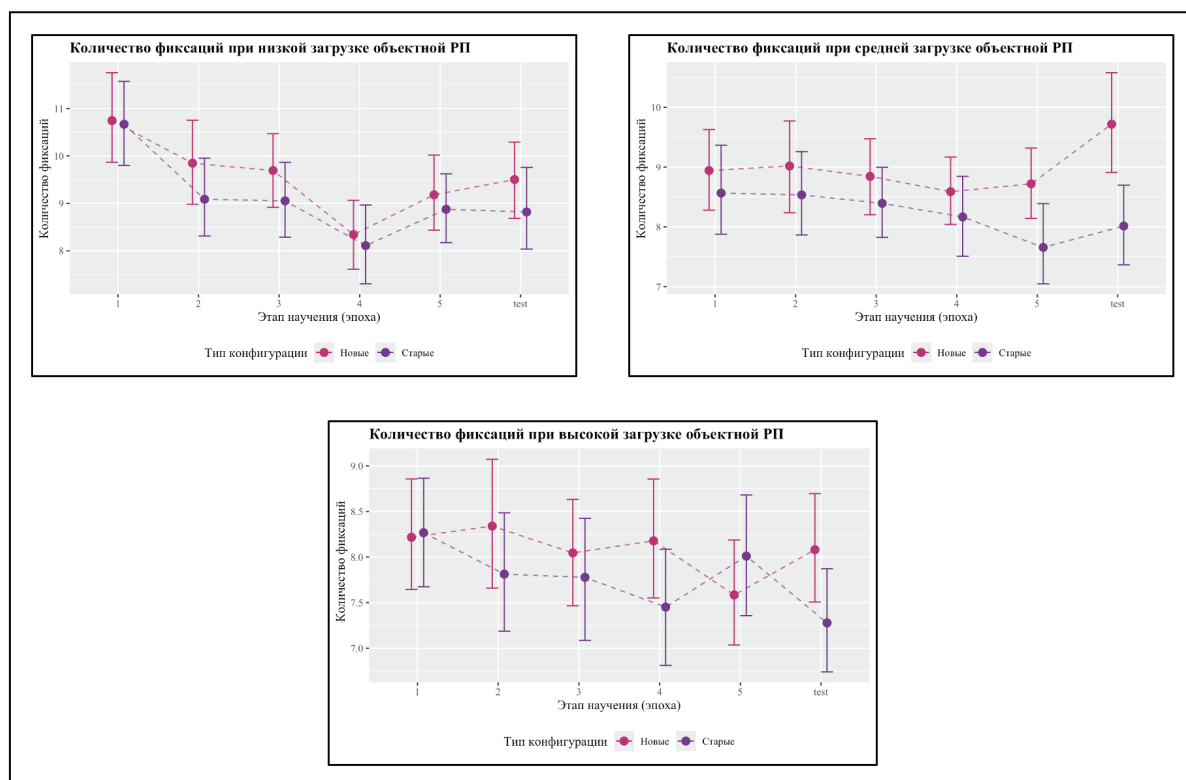 Количество фиксаций при низкой загрузке объектной РП
Количество фиксаций
11
10
9
8
1 2 3 4 5 test
Этап научения (эпоха)
Тип конфигурации Новые Старые
Количество фиксаций при средней загрузке объектной РП
Количество фиксаций
10
9
8
7
1 2 3 4 5 test
Этап научения (эпоха)
Тип конфигурации Новые Старые
Количество фиксаций при высокой загрузке объектной РП
Количество фиксаций
9.0
8.5
8.0
7.5
7.0
1 2 3 4 5 test
Этап научения (эпоха)
Тип конфигурации Новые Старые